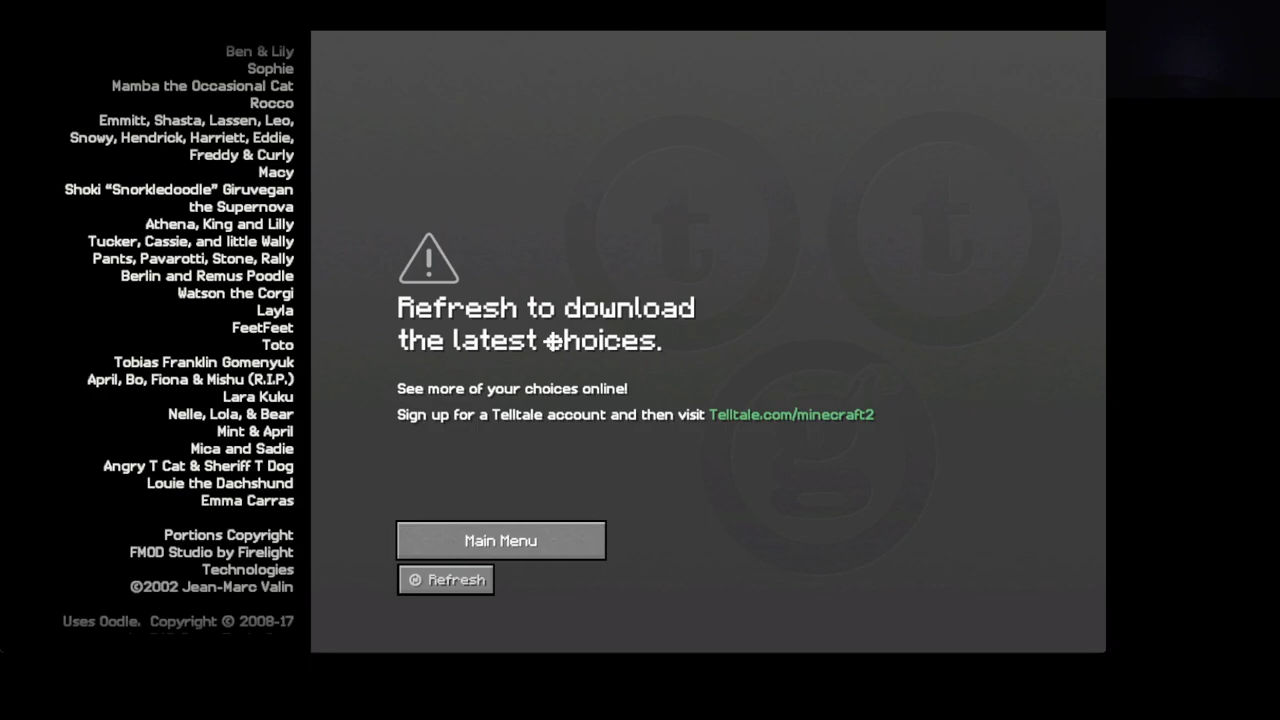 Ben & Lily
Sophie
Mamba the Occasional Cat
Rocco
Emmitt, Shasta, Lassen, Leo,
Snowy, Hendrick, Harriett, Eddie,
Freddy & Curly
Macy
Shoki “Snorkledoodle” Giruvegan
the Supernova
Athena, King and Lilly
Tucker, Cassie, and little Wally
Pants, Pavarotti, Stone, Rally
Berlin and Remus Poodle
Watson the Corgi
Layla
FeetFeet
Toto
Tobias Franklin Gomenyuk
April, Bo, Fiona & Mishu (R.I.P.)
Lara Kuku
Nelle, Lola, & Bear
Mint & April
Mica and Sadie
Angry T Cat & Sheriff T Dog
Louie the Dachshund
Emma Carras
Portions Copyright
FMOD Studio by Firelight
Technologies
©2002 Jean-Marc Valin
Uses Oodle. Copyright © 2008-17
Refresh to download
the latest choices.
See more of your choices online!
Sign up for a Telltale account and then visit Telltale.com/minecraft2
Main Menu
Refresh
t t
g